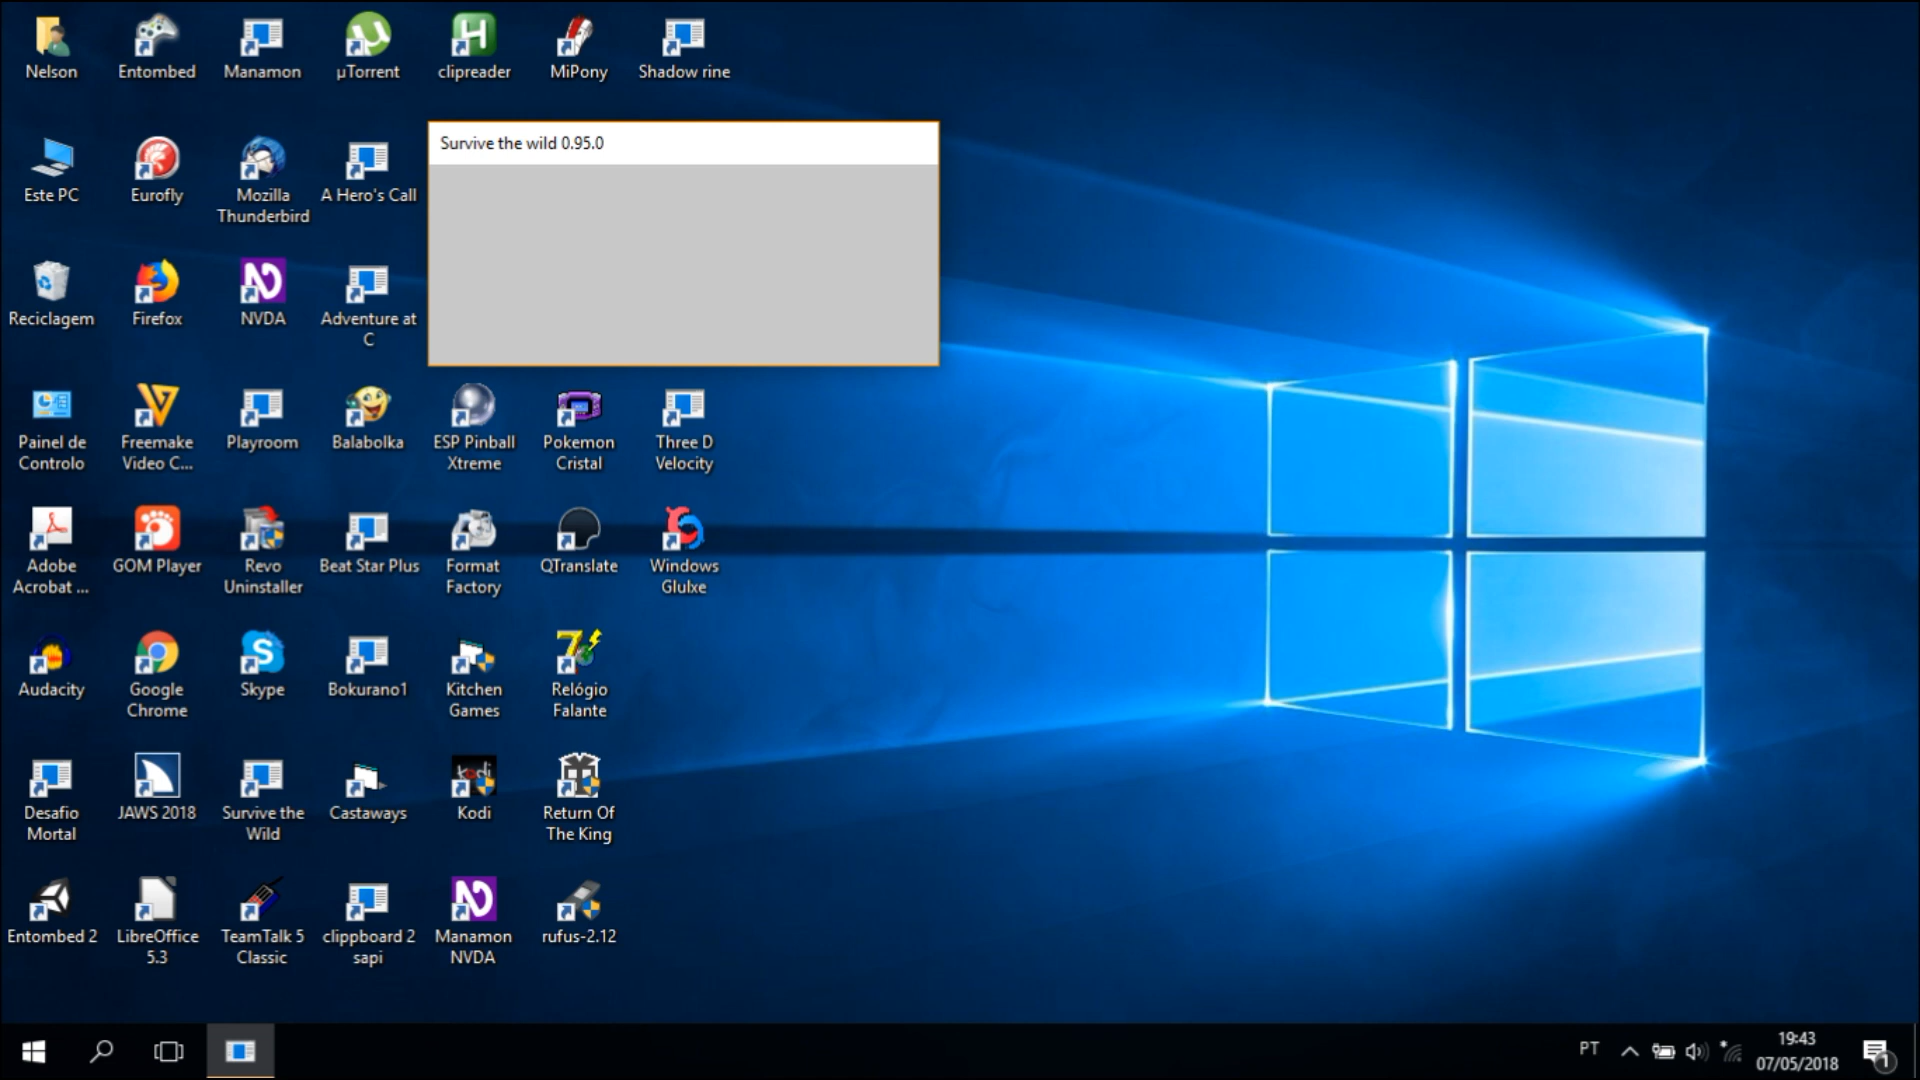 Nelson
Entombed
Manamon
µTorrent
clipreader
MiPony
Shadow rine
Survive the wild 0.95.0
Este PC
Eurofly
Mozilla
Thunderbird
A Hero's Call
Reciclagem
Firefox
NVDA
Adventure at
C
Painel de
Controlo
Freemake
Video C...
Playroom
Balabolka
ESP Pinball
Xtreme
Pokemon
Cristal
Three D
Velocity
Adobe
Acrobat ...
GOM Player
Revo
Uninstaller
Beat Star Plus
Format
Factory
QTranslate
Windows
Glulxe
Audacity
Google
Chrome
Skype
Bokurano1
Kitchen
Games
Relógio
Falante
Desafio
Mortal
JAWS 2018
Survive the
Wild
Castaways
Kodi
Return Of
The King
Entombed 2
LibreOffice
5.3
TeamTalk 5
Classic
clippboard 2
sapi
Manamon
NVDA
rufus-2.12
PT
19:43
07/05/2018
1